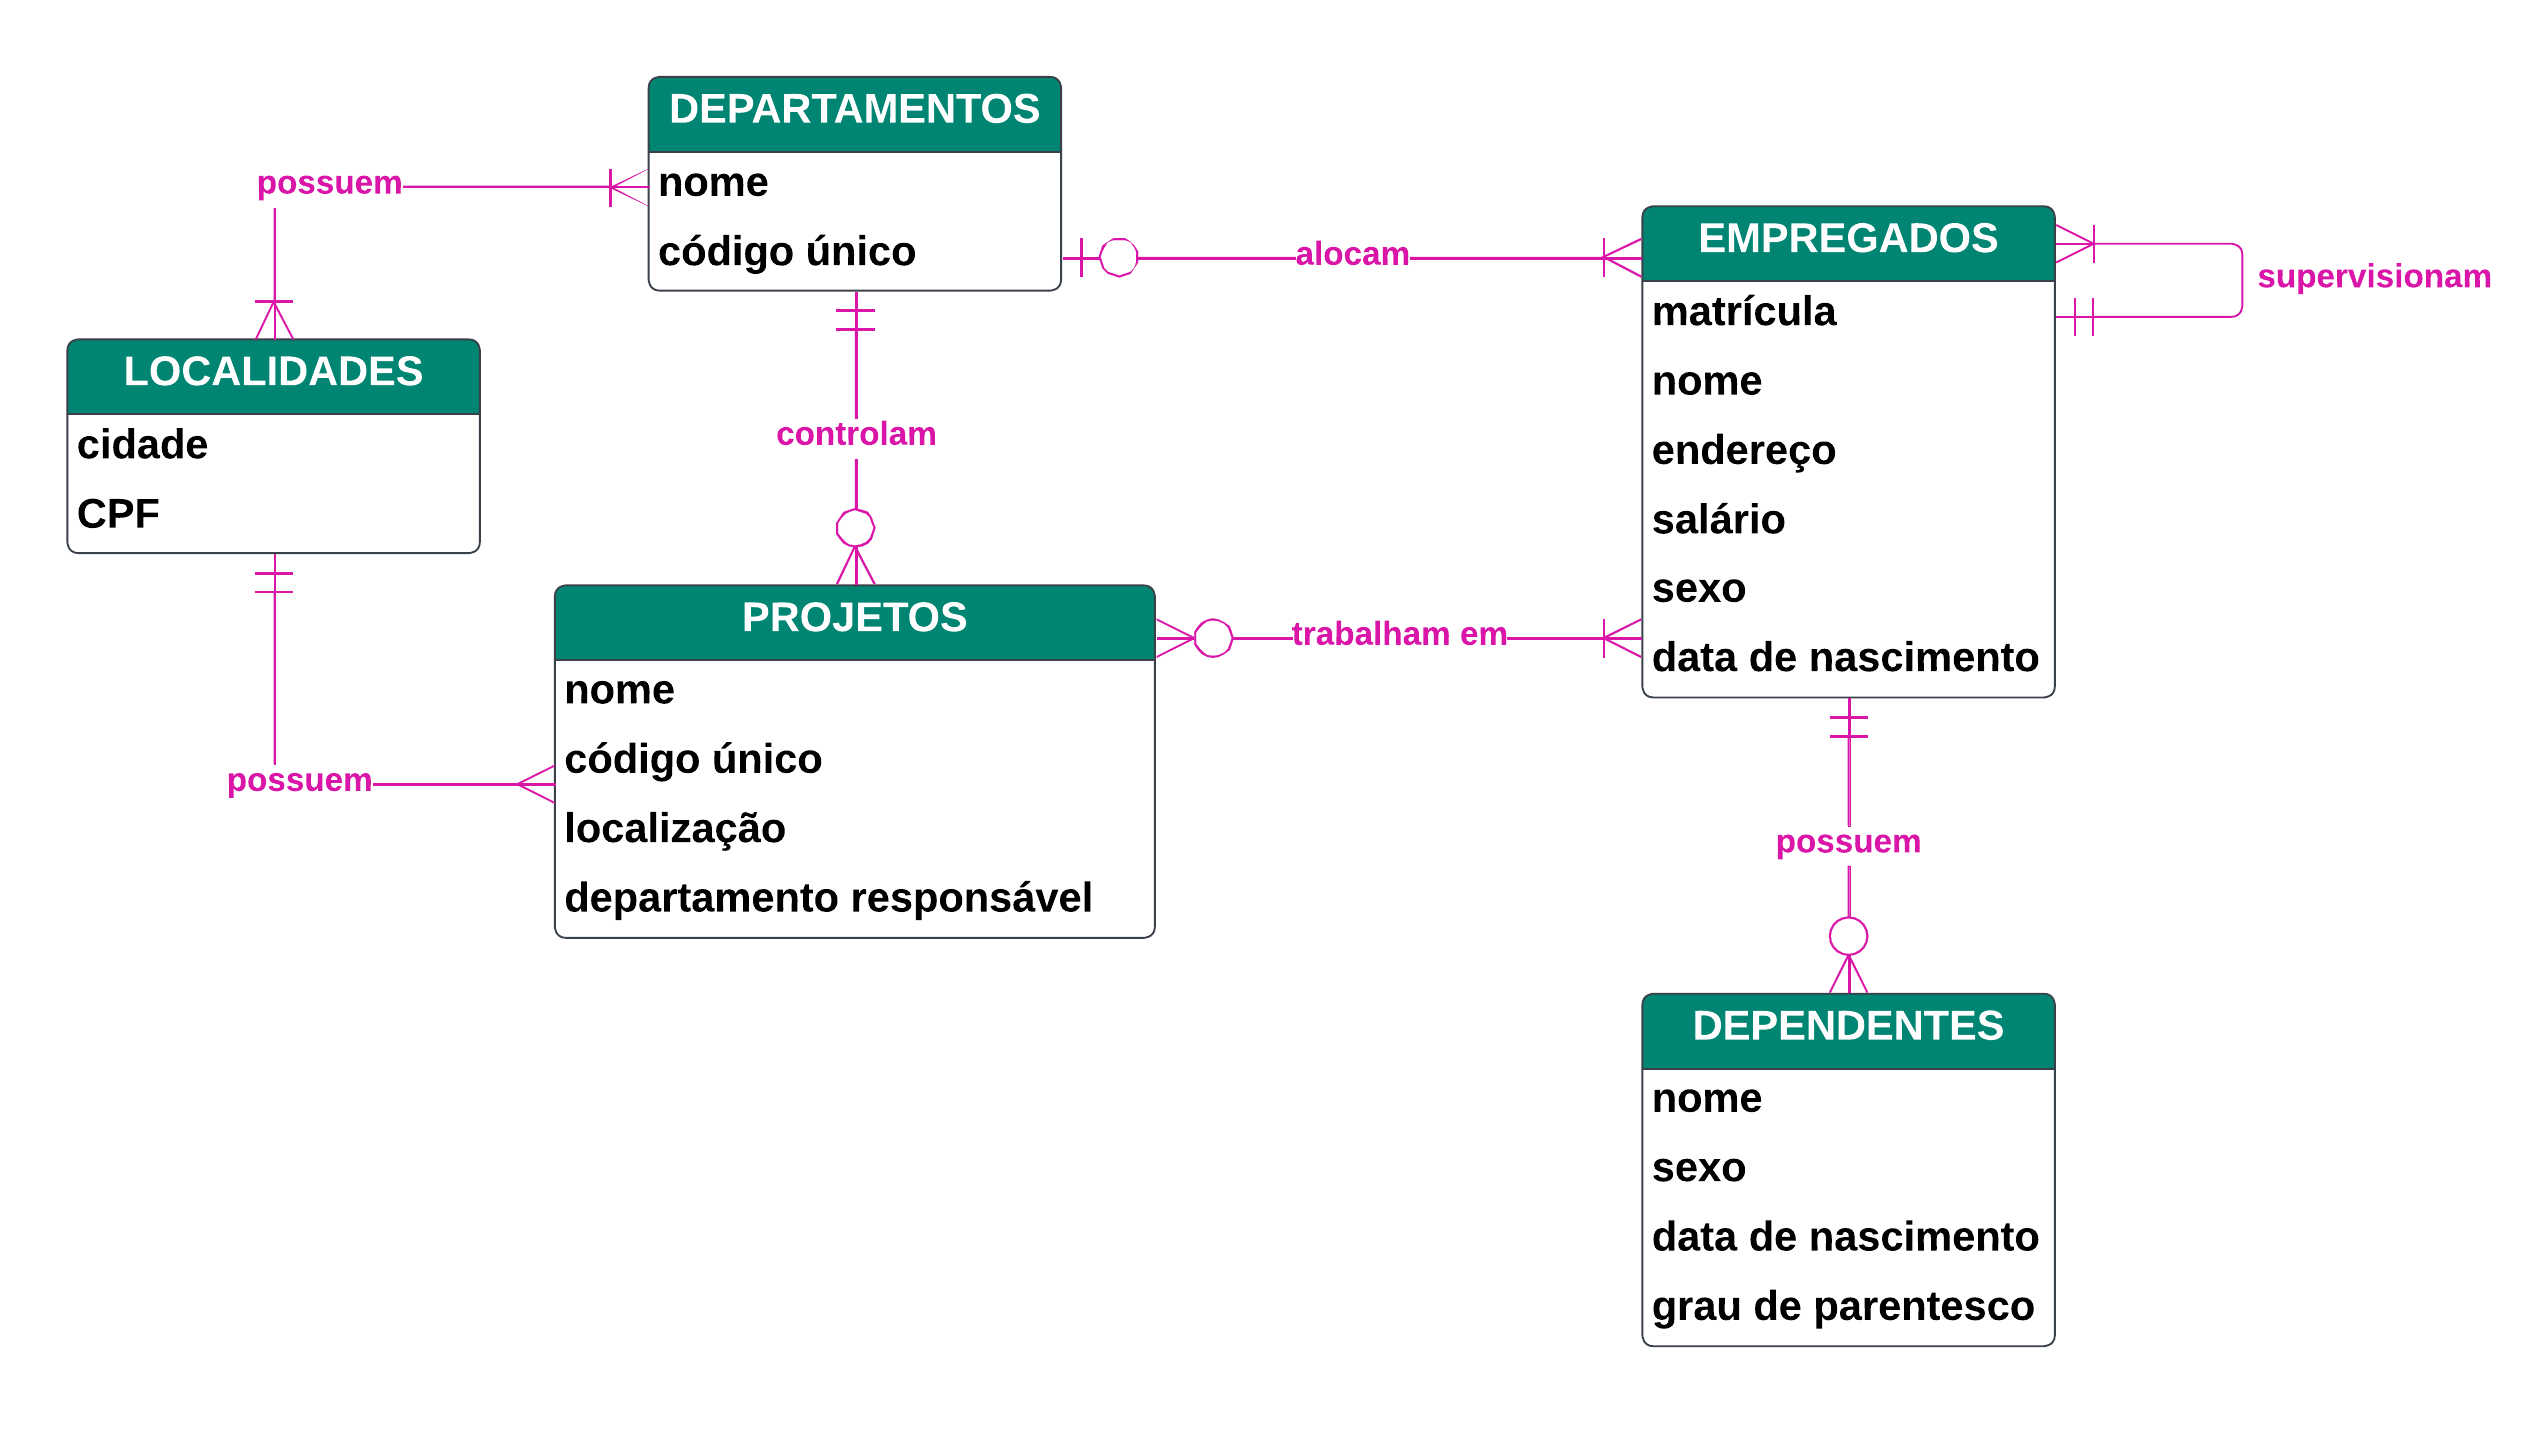 DEPARTAMENTOS
nome
código único
possuem
alocam
EMPREGADOS
matrícula
nome
endereço
salário
sexo
data de nascimento
supervisionam
LOCALIDADES
cidade
CPF
controlam
PROJETOS
nome
código único
localização
departamento responsável
trabalham em
possuem
possuem
DEPENDENTES
nome
sexo
data de nascimento
grau de parentesco